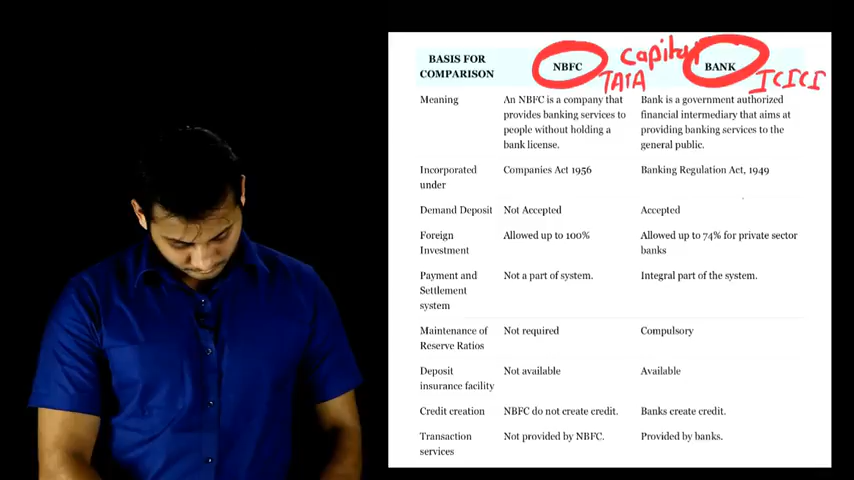 BASIS FOR COMPARISON NBFC TATA Capital BANK ICICI
Meaning
An NBFC is a company that
provides banking services to
people without holding a
bank license.
Bank is a government authorized
financial intermediary that aims at
providing banking services to the
general public.
Incorporated
under
Companies Act 1956
Banking Regulation Act, 1949
Demand Deposit
Not Accepted
Accepted
Foreign
Investment
Allowed up to 100%
Allowed up to 74% for private sector
banks
Payment and
Settlement
system
Not a part of system.
Integral part of the system.
Maintenance of
Reserve Ratios
Not required
Compulsory
Deposit
insurance facility
Not available
Available
Credit creation
NBFC do not create credit.
Banks create credit.
Transaction
services
Not provided by NBFC.
Provided by banks.